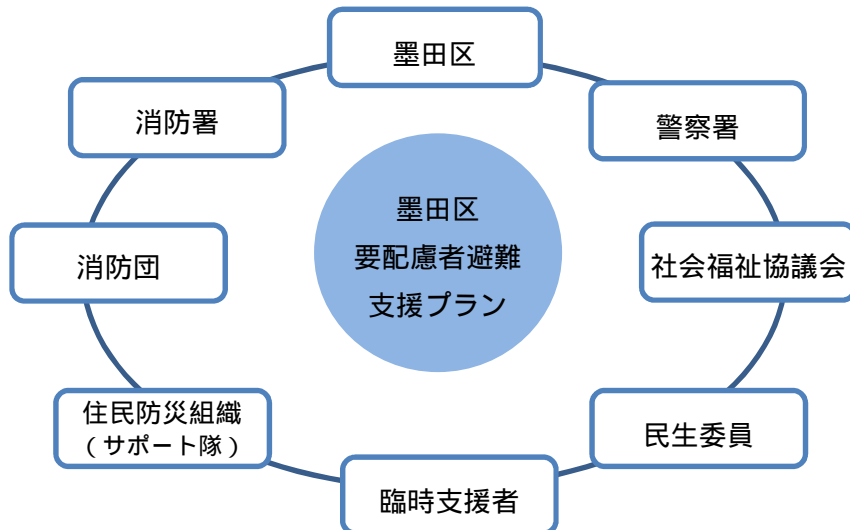 墨田区
消防署
警察署
墨田区
要配慮者避難
支援プラン
消防団
社会福祉協議会
住民防災組織
（サポート隊）
民生委員
臨時支援者